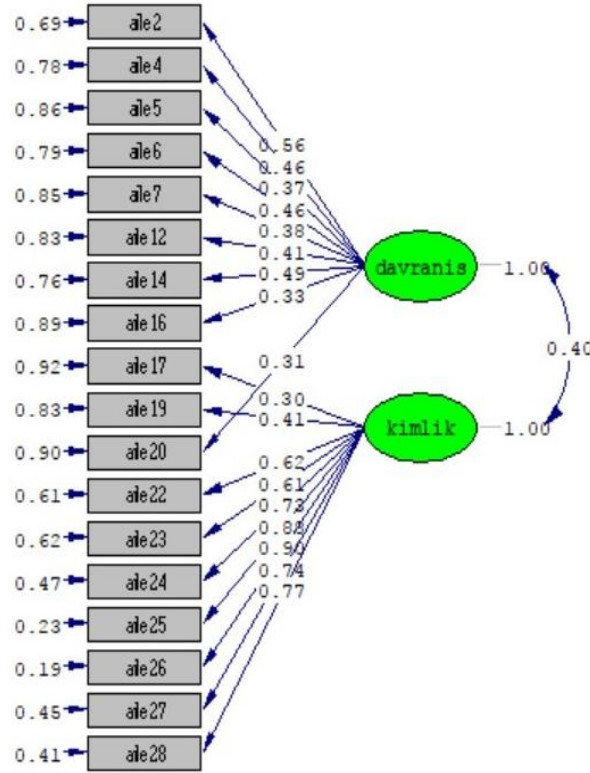 0.69 aile2
0.78 aile4
0.86 aile5
0.79 aile6
0.85 aile7
0.83 aile12
0.76 aile14
0.89 aile16
0.92 aile17
0.83 aile19
0.90 aile20
0.61 aile22
0.62 aile23
0.47 aile24
0.23 aile25
0.19 aile26
0.45 aile27
0.41 aile28
0.56
0.46
0.37
0.46
0.38
0.41
0.49
0.33
0.31
0.30
0.41
0.62
0.61
0.73
0.88
0.90
0.74
0.77
davranis 1.00
kimlik 1.00
0.40